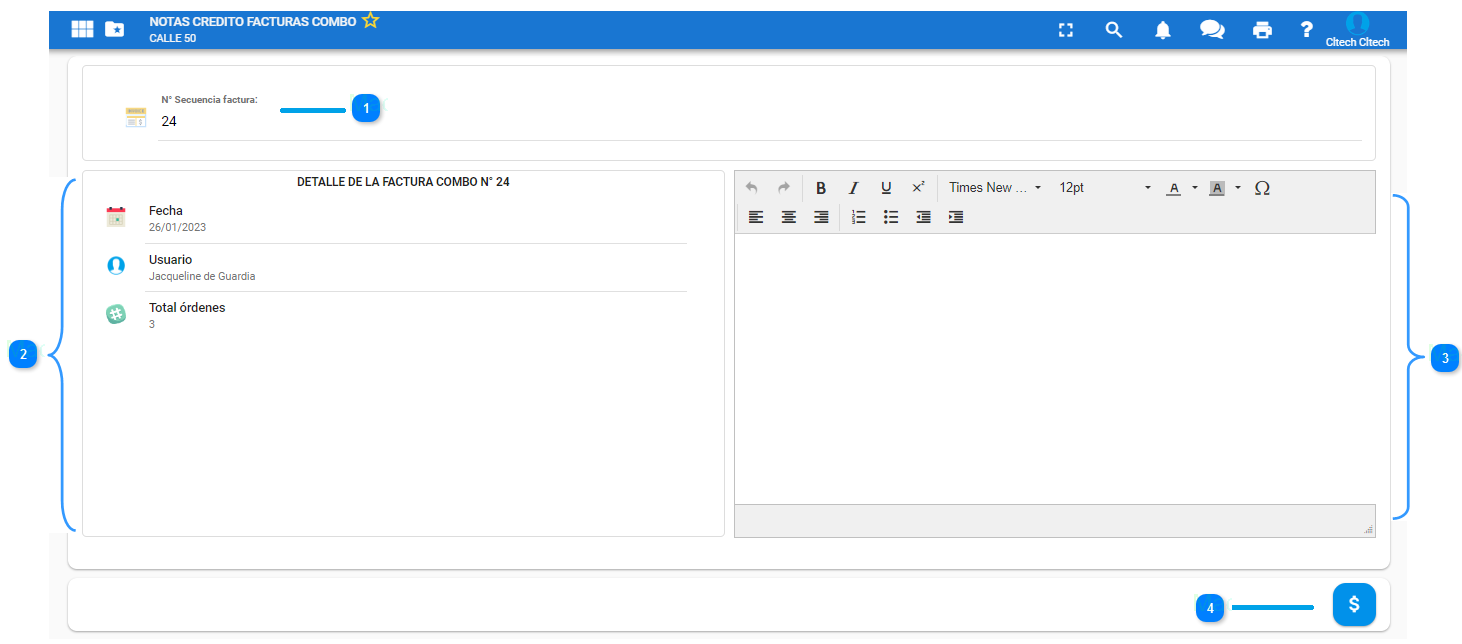 NOTAS CREDITO FACTURAS COMBO
CALLE 50
?
Cltech Cltech
N° Secuencia factura:
24
1
DETALLE DE LA FACTURA COMBO N° 24
Fecha
26/01/2023
Usuario
Jacqueline de Guardia
Total órdenes
3
2
B I U x² Times New ... 12pt A A Ω
3
4
$